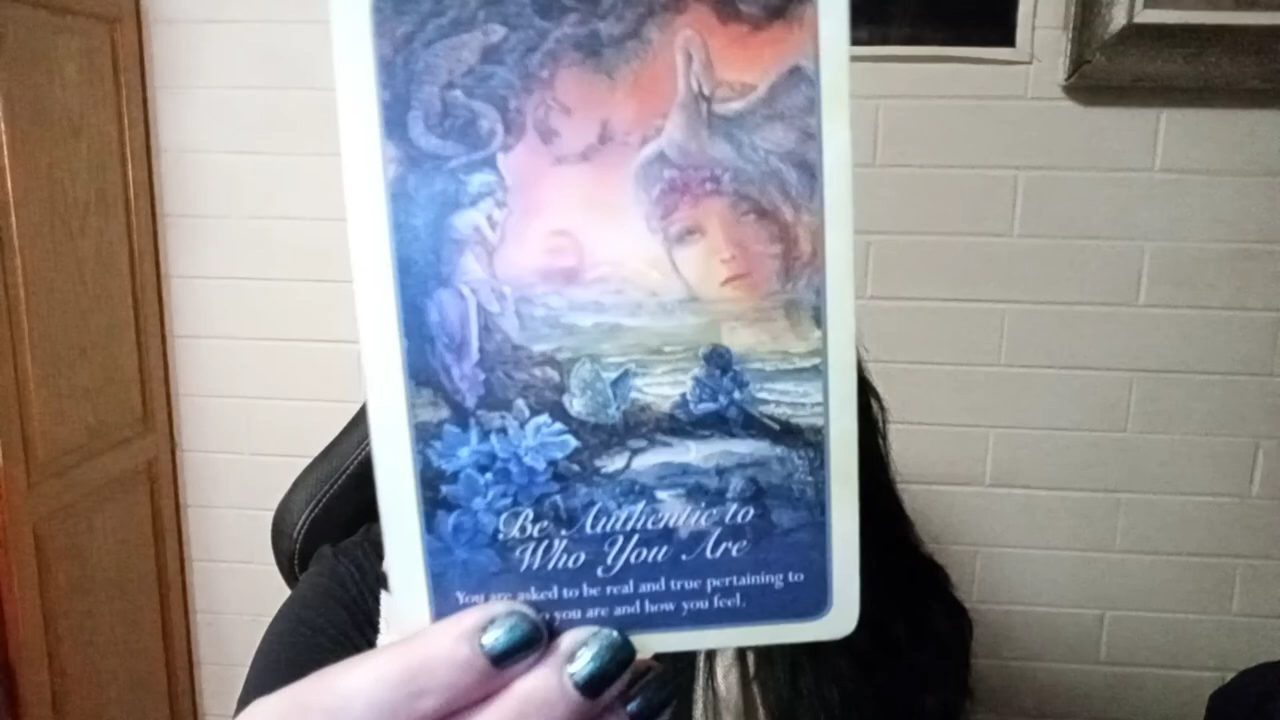 Be Authentic to
Who You Are
You are asked to be real and true pertaining to
you are and how you feel.